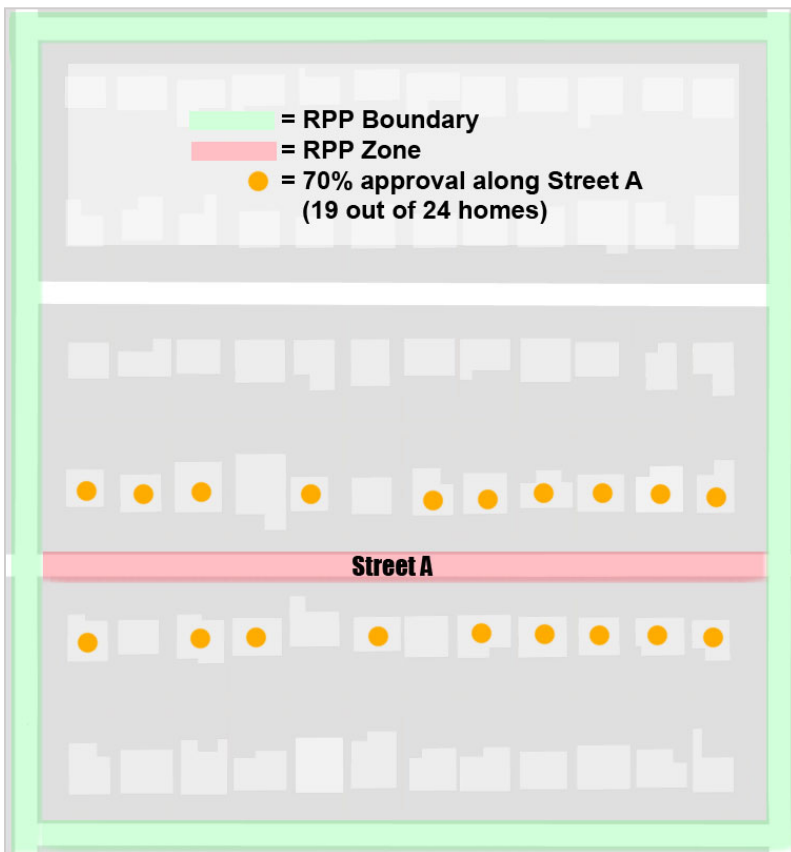 = RPP Boundary
= RPP Zone
= 70% approval along Street A
(19 out of 24 homes)
Street A